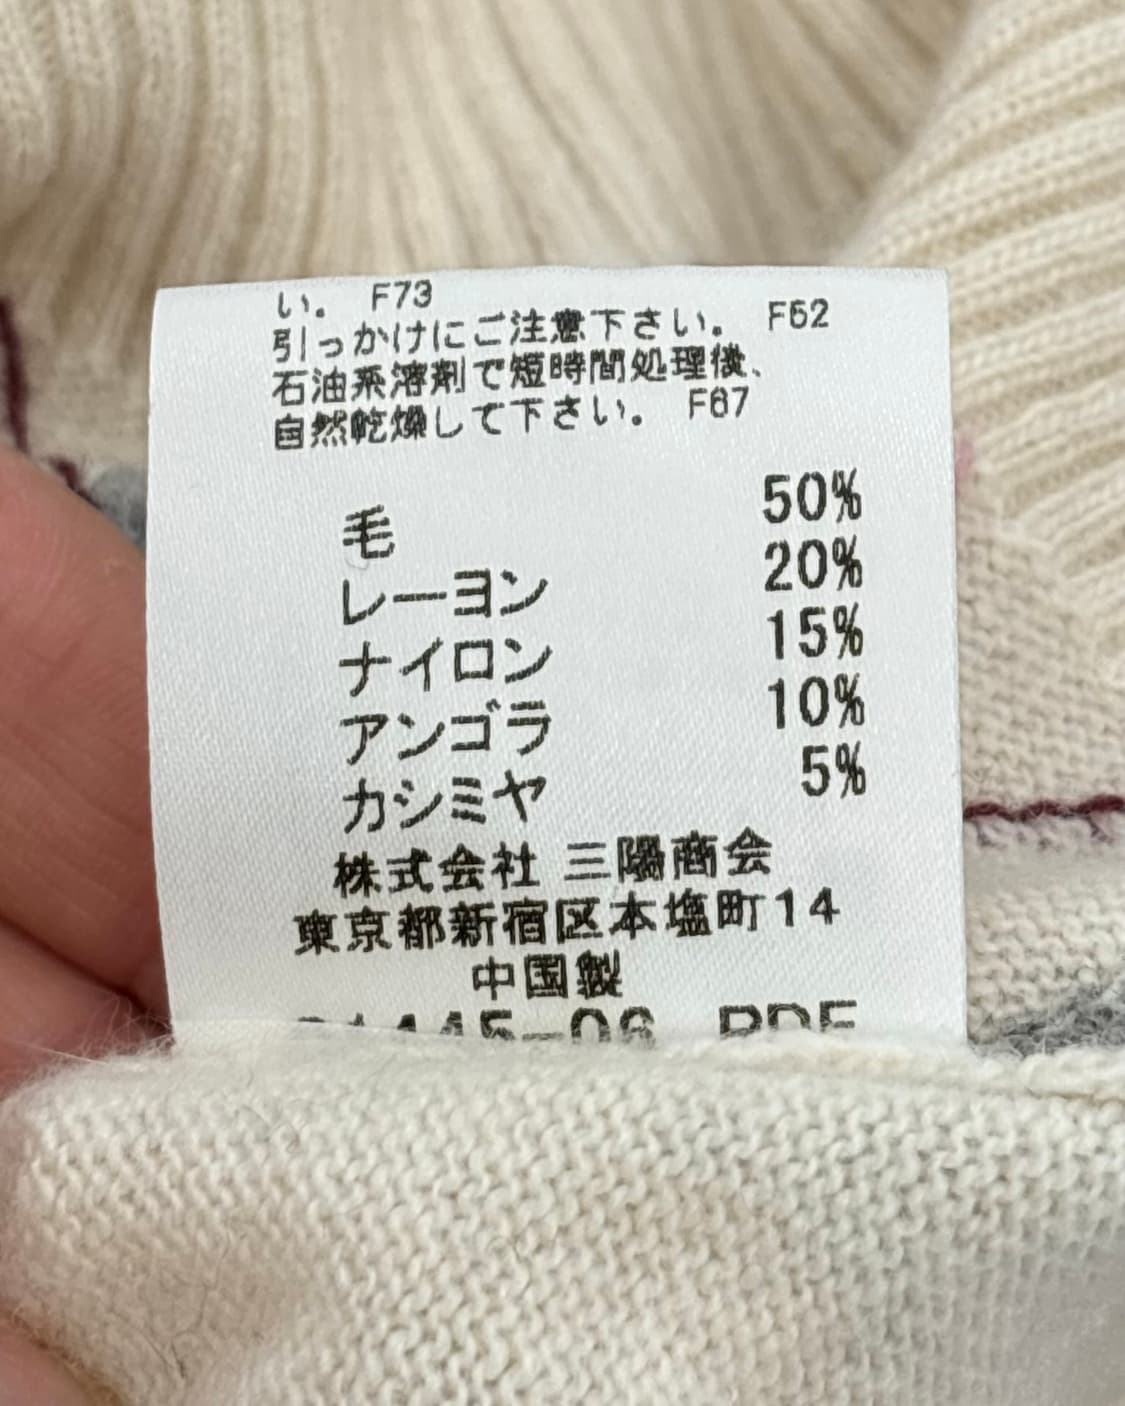 い。 F73
引っかけにご注意下さい。 F62
石油系溶剤で短時間処理後、
自然乾燥して下さい。 F67
毛 50%
レーヨン 20%
ナイロン 15%
アンゴラ 10%
カシミヤ 5%
株式会社 三陽商会
東京都新宿区本塩町14
中国製